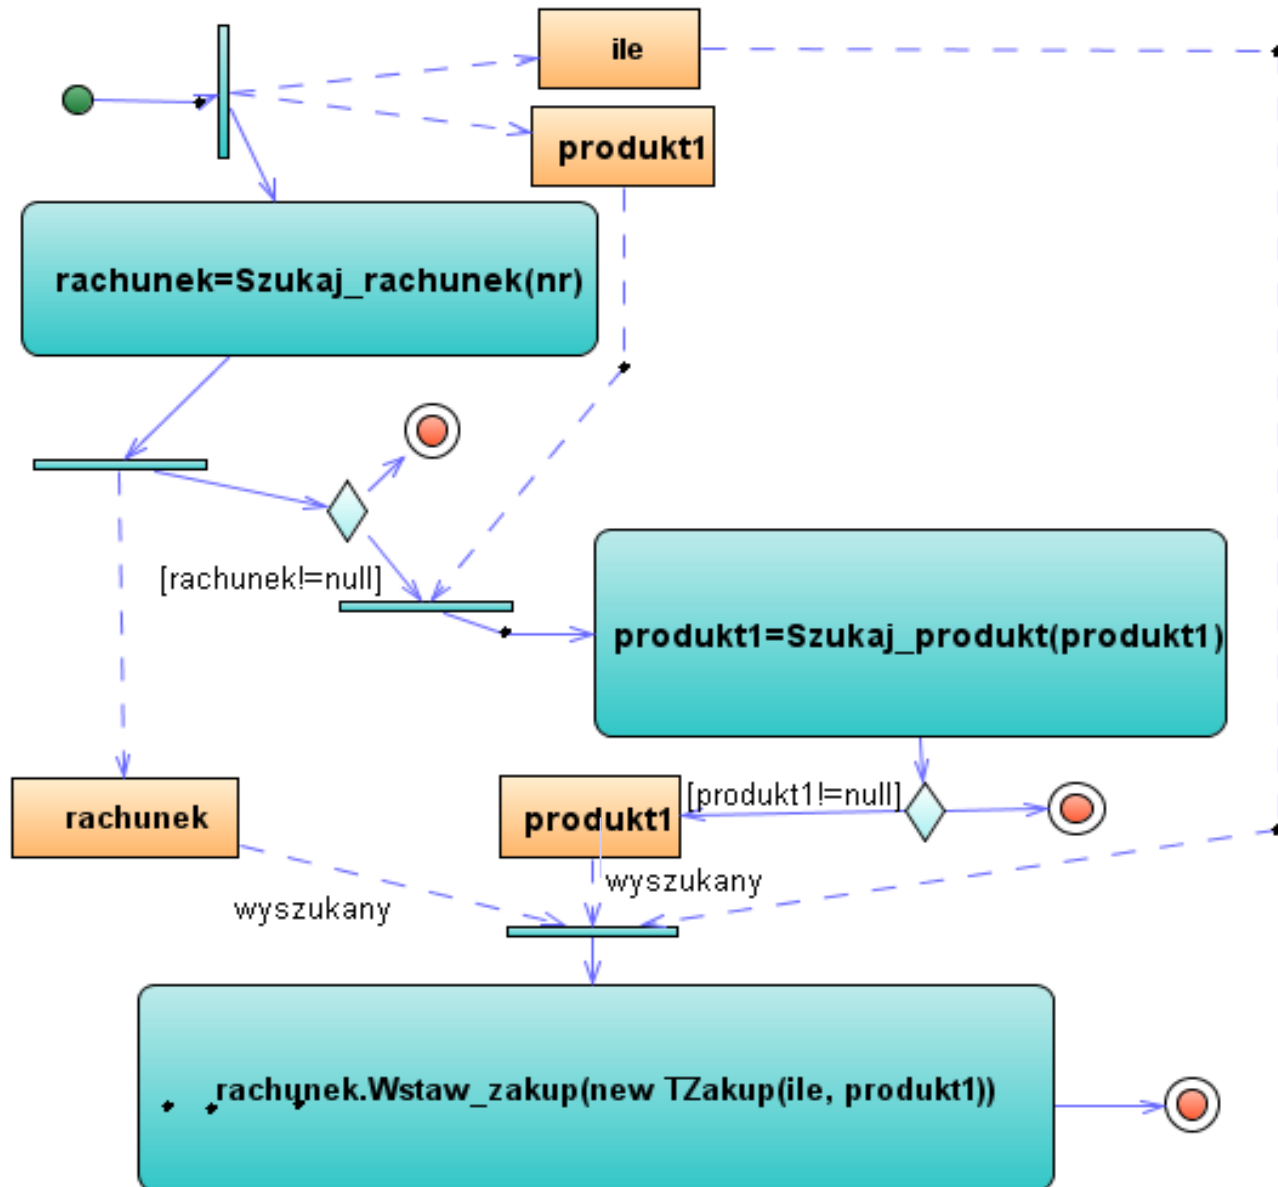 ile
produkt1
rachunek=Szukaj_rachunek(nr)
[rachunek!=null]
produkt1=Szukaj_produkt(produkt1)
rachunek
produkt1
[produkt1!=null]
wyszukany
wyszukany
rachunek.Wstaw_zakup(new TZakup(ile, produkt1))